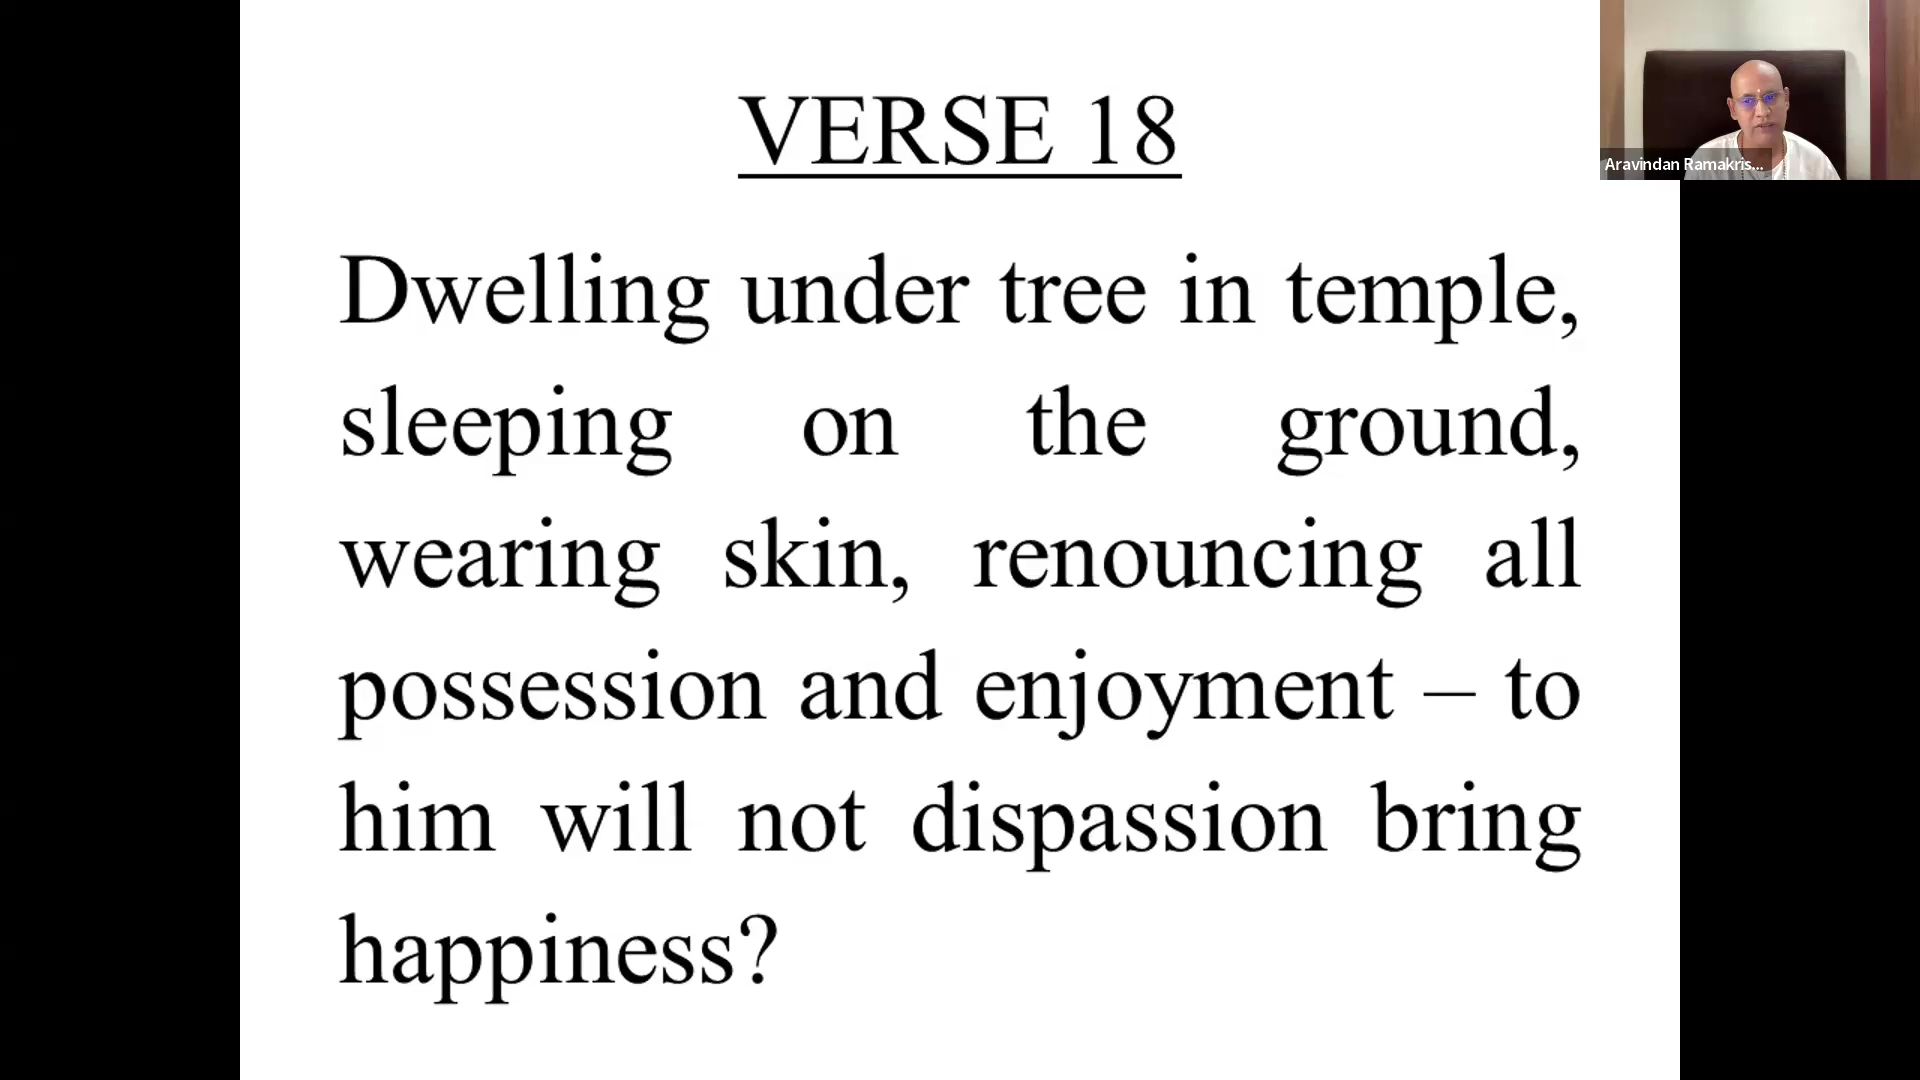 VERSE 18
Dwelling under tree in temple,
sleeping on the ground,
wearing skin, renouncing all
possession and enjoyment – to
him will not dispassion bring
happiness?
Aravindan Ramakris...